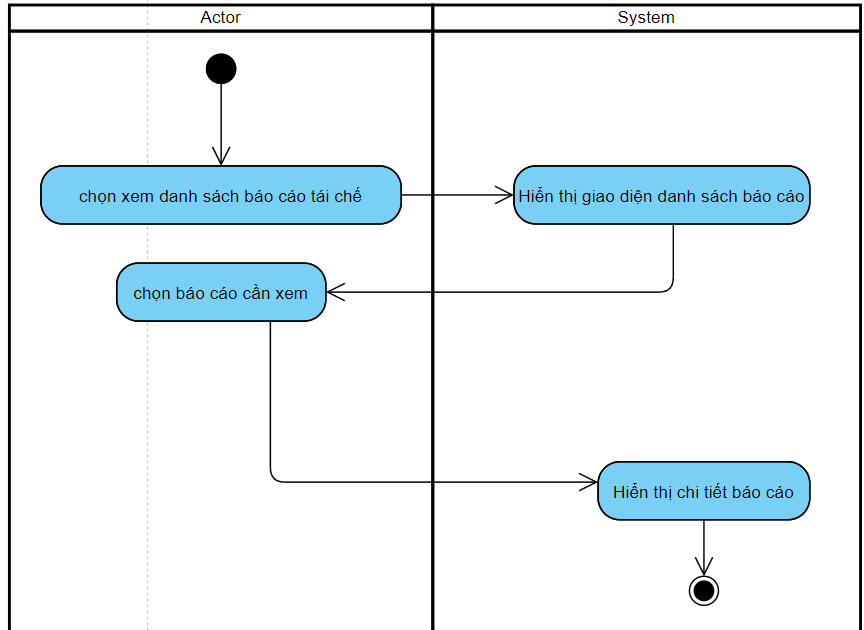 Actor
System
chọn xem danh sách báo cáo tái chế
Hiển thị giao diện danh sách báo cáo
chọn báo cáo cần xem
Hiển thị chi tiết báo cáo